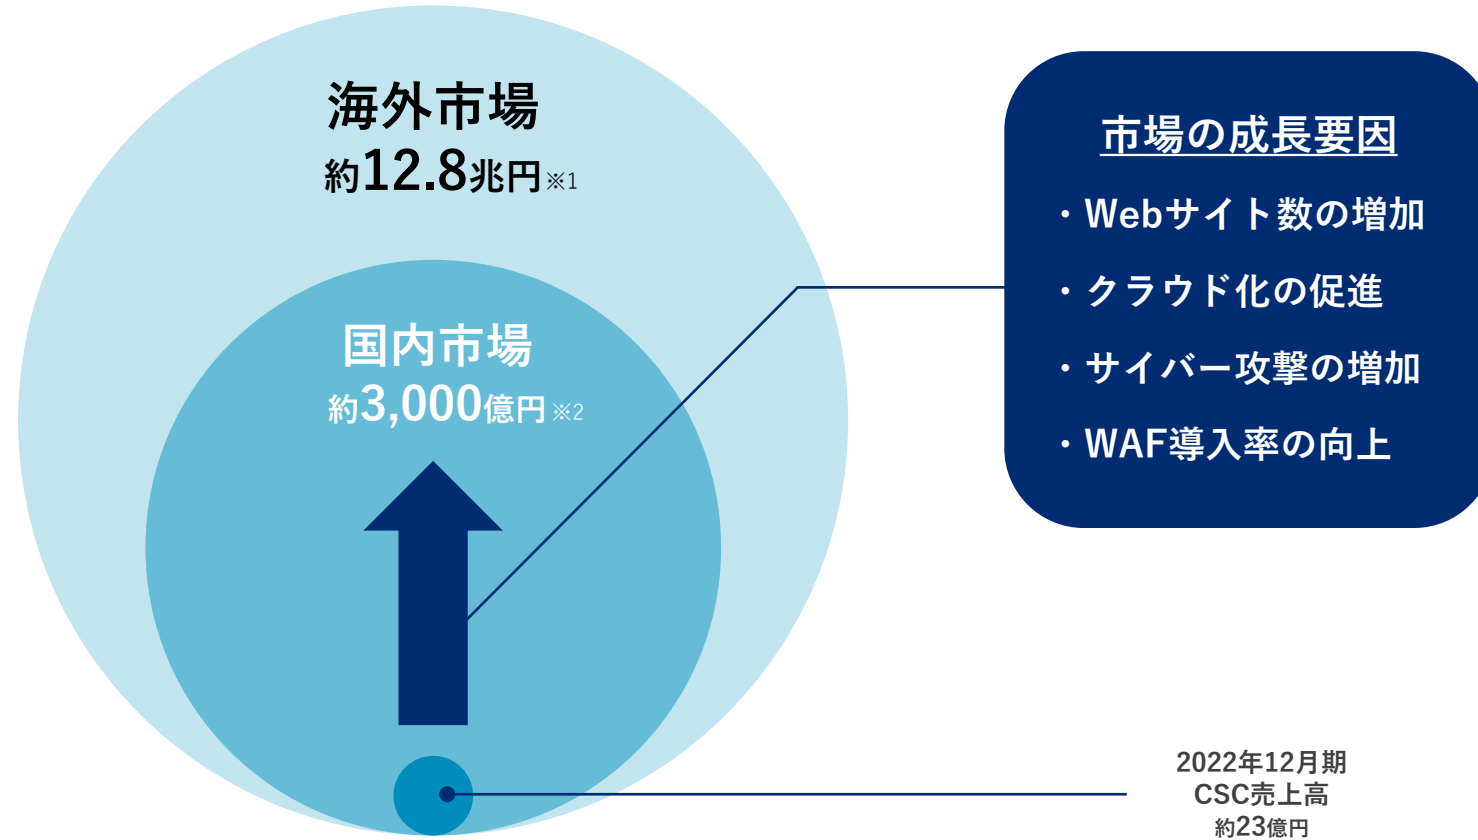 海外市場
約12.8兆円※1
国内市場
約3,000億円※2
市場の成長要因
・Webサイト数の増加
・クラウド化の促進
・サイバー攻撃の増加
・WAF導入率の向上
2022年12月期
CSC売上高
約23億円